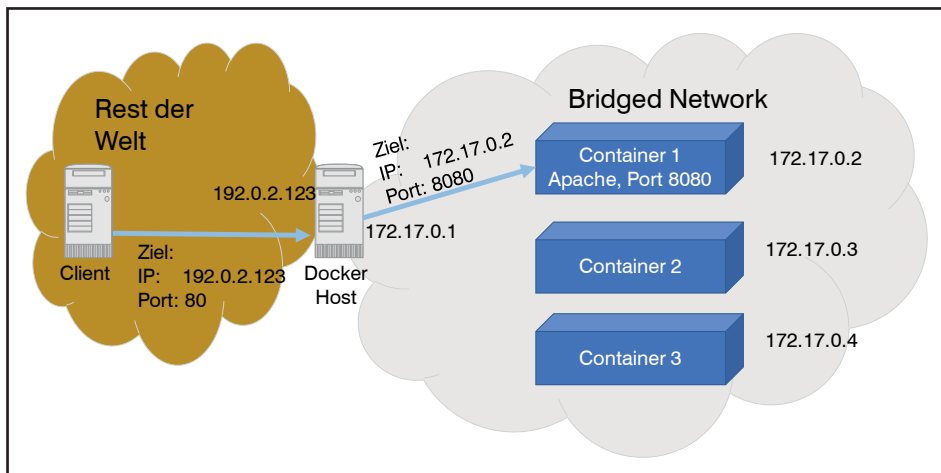 Rest der
Welt
Bridged Network
Ziel:
IP: 172.17.0.2
Port: 8080
Container 1
Apache, Port 8080
172.17.0.2
192.0.2.123
172.17.0.1
Client
Ziel:
IP: 192.0.2.123
Port: 80
Docker
Host
Container 2
172.17.0.3
Container 3
172.17.0.4